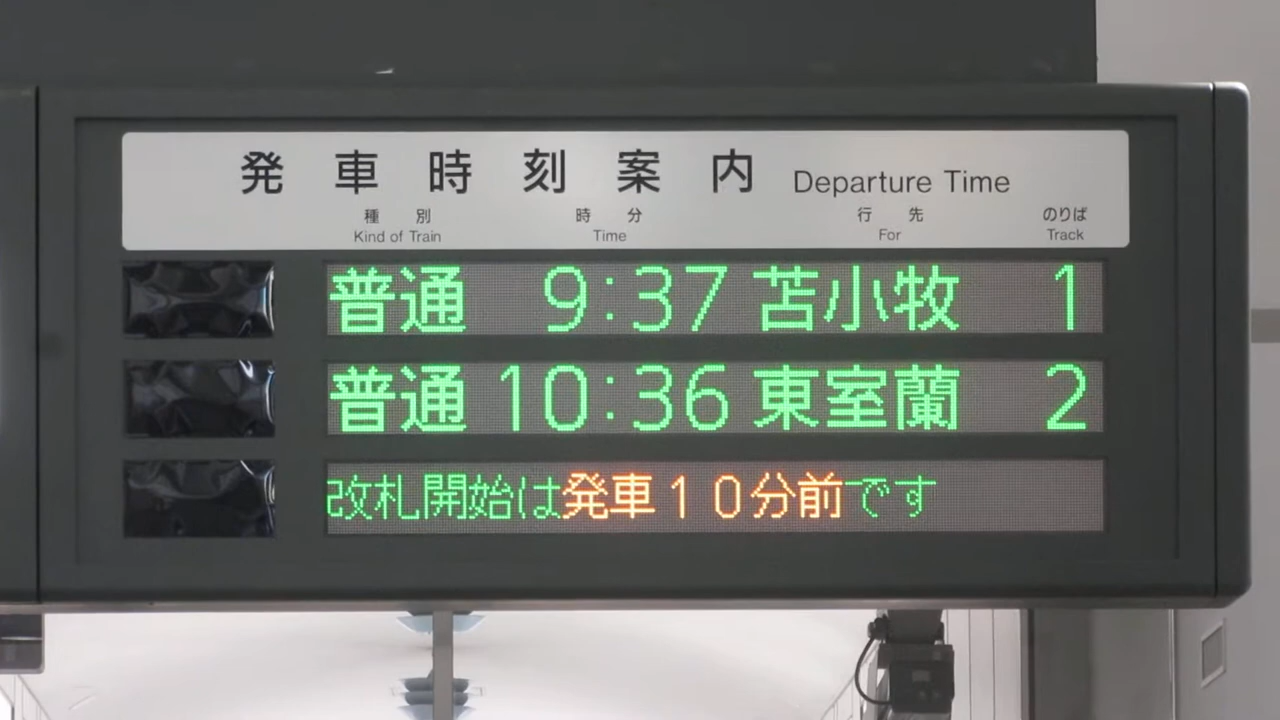 発車時刻案内 Departure Time
種別 時分 行先 のりば
Kind of Train Time For Track
普通 9:37 苫小牧 1
普通 10:36 東室蘭 2
改札開始は発車１０分前です